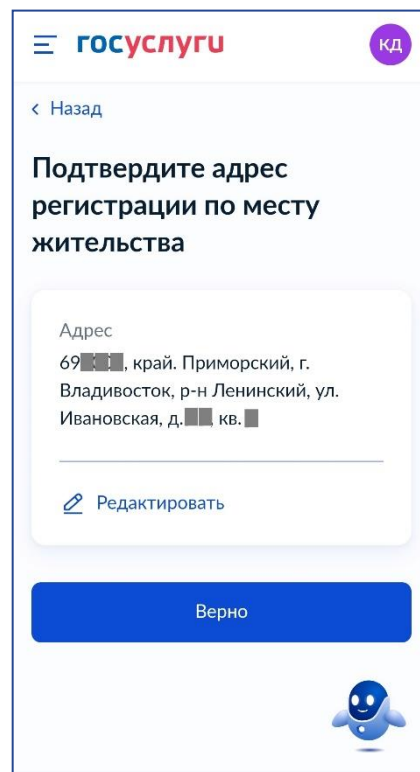 госуслуги
КД
Назад
Подтвердите адрес
регистрации по месту
жительства
Адрес
69, край. Приморский, г.
Владивосток, р-н Ленинский, ул.
Ивановская, д. кв.
Редактировать
Верно